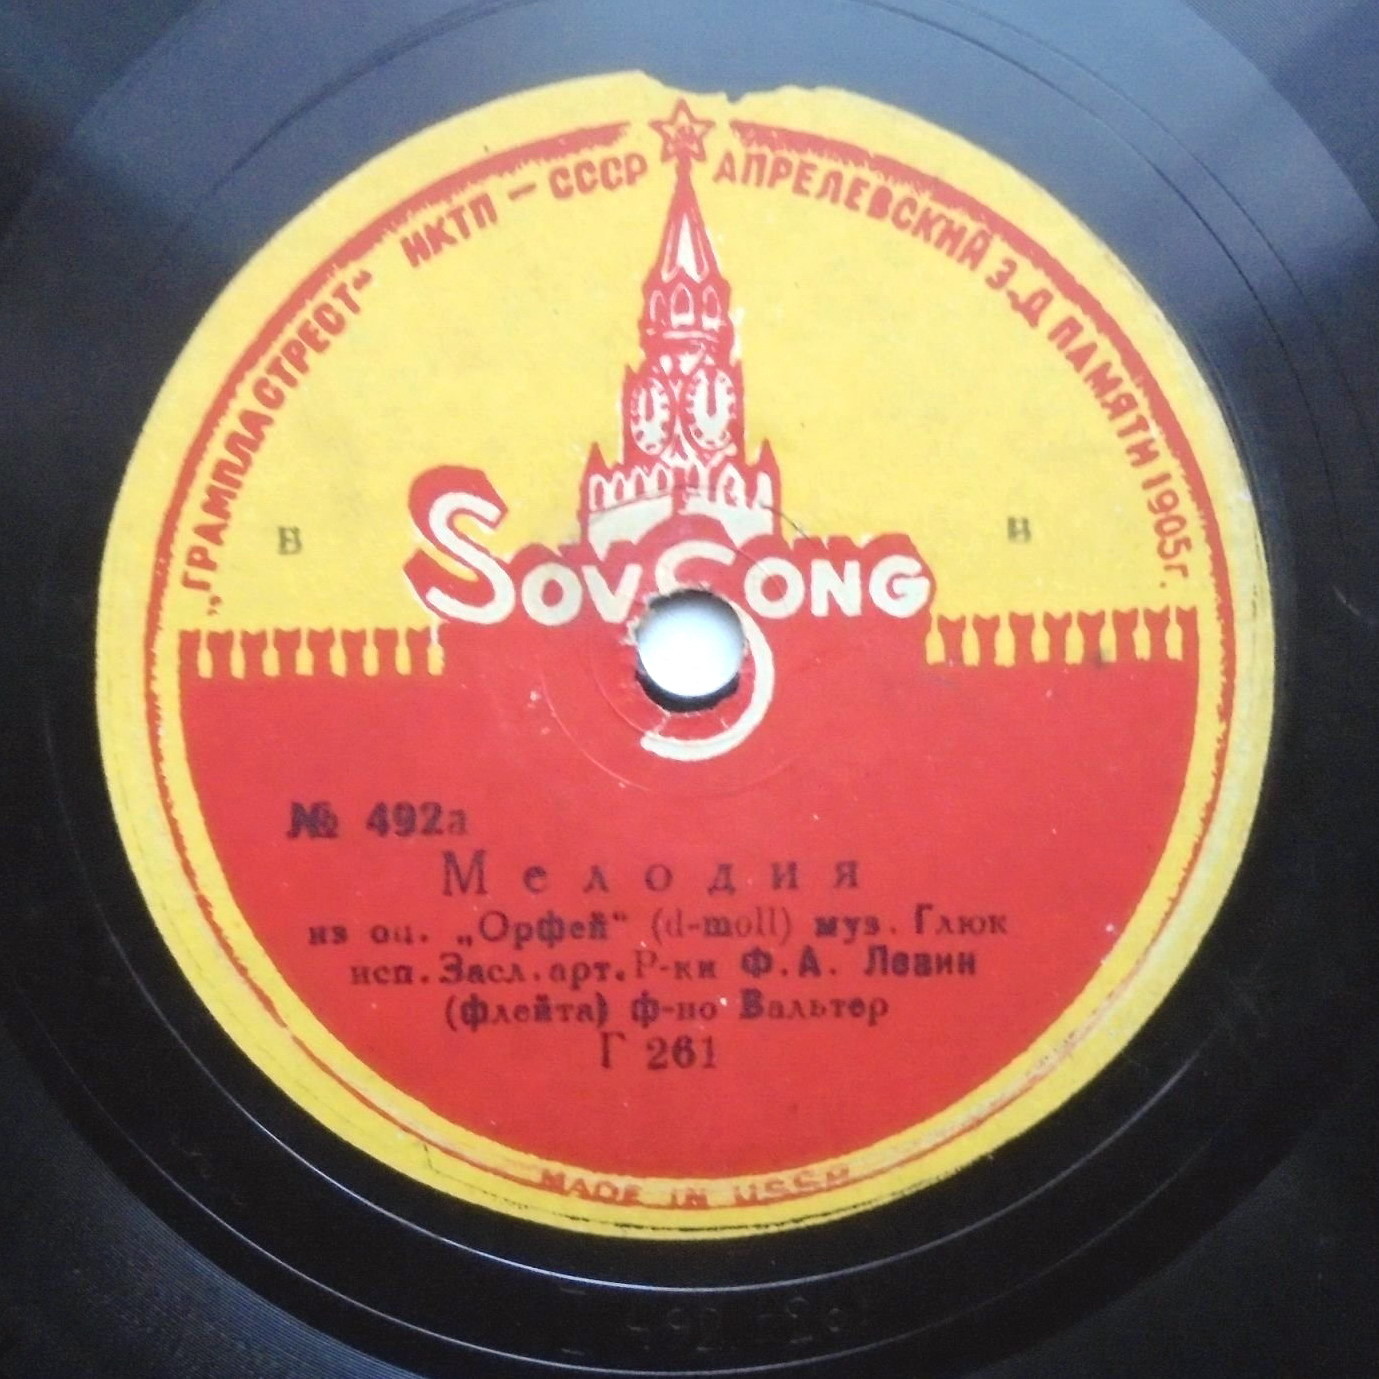 „ГРАМПЛАСТРЕСТ“ НКТП – СССР АПРЕЛЕВСКИЙ З-Д ПАМЯТИ 1905 г.
В В
SOVSONG
№ 492а
Мелодия
из оп. „Орфей“ (d-moll) муз. Глюк
исп. Засл. арт. Р-ки Ф. А. Левин
(флейта) ф-но Вальтер
Г 261
MADE IN USSR